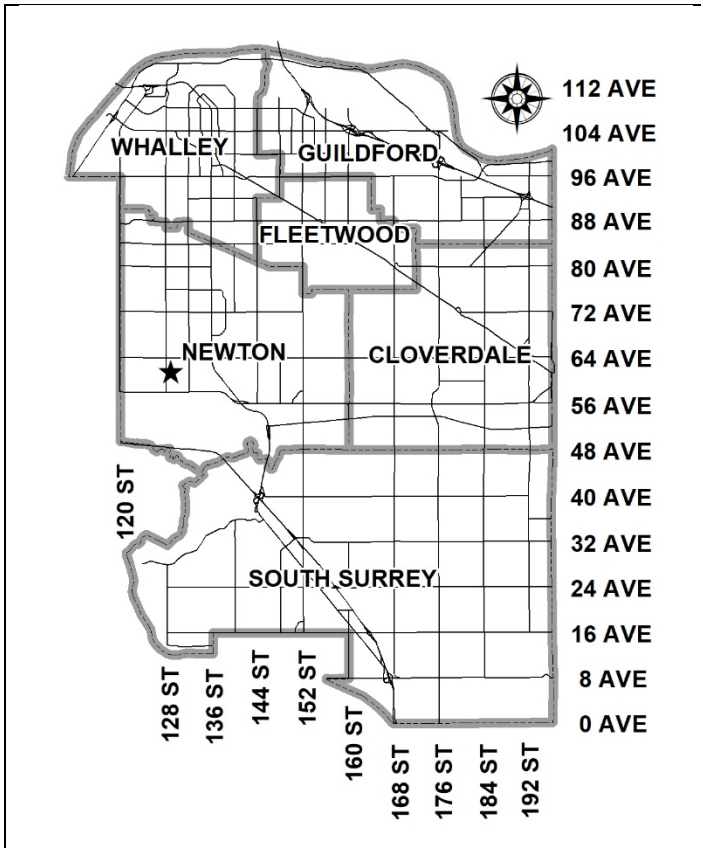 112 AVE
104 AVE
WHALLEY
GUILDFORD
96 AVE
88 AVE
FLEETWOOD
80 AVE
72 AVE
NEWTON
CLOVERDALE
64 AVE
56 AVE
48 AVE
120 ST
40 AVE
32 AVE
SOUTH SURREY
24 AVE
16 AVE
8 AVE
0 AVE
128 ST
136 ST
144 ST
152 ST
160 ST
168 ST
176 ST
184 ST
192 ST